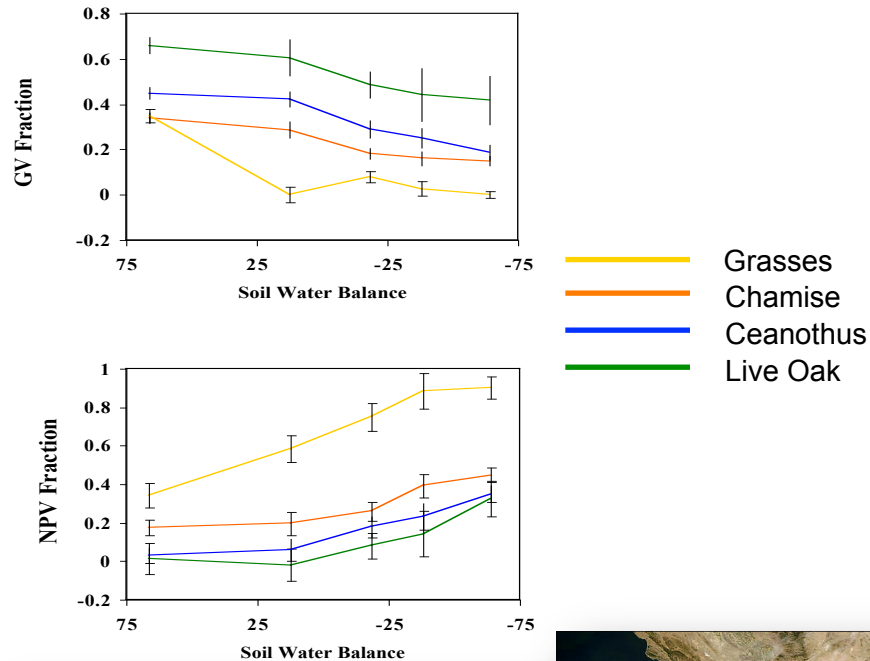 0.8
0.6
0.4
0.2
0
-0.2
GV Fraction
75 25 -25 -75
Soil Water Balance
Grasses
Chamise
Ceanothus
Live Oak
1
0.8
0.6
0.4
0.2
0
-0.2
NPV Fraction
75 25 -25 -75
Soil Water Balance